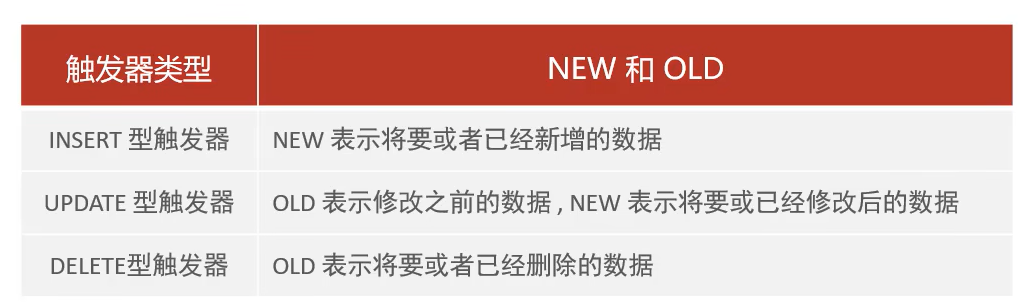 触发器类型 NEW 和 OLD
INSERT 型触发器 NEW 表示将要或者已经新增的数据
UPDATE 型触发器 OLD 表示修改之前的数据 , NEW 表示将要或已经修改后的数据
DELETE型触发器 OLD 表示将要或者已经删除的数据